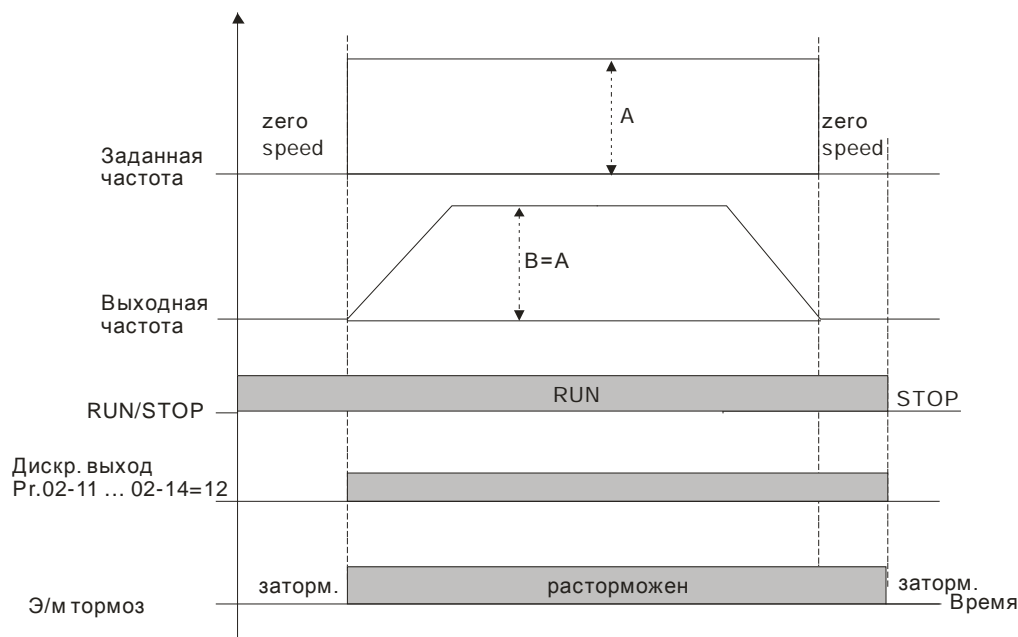 A
zero
speed
zero
speed
Заданная
частота
B=A
Выходная
частота
RUN
RUN/STOP
STOP
Дискр. выход
Pr.02-11 ... 02-14=12
заторм.
расторможен
заторм.
Э/м тормоз
Время